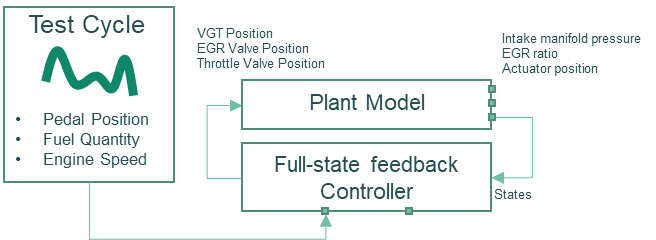 Test Cycle
• Pedal Position
• Fuel Quantity
• Engine Speed
VGT Position
EGR Valve Position
Throttle Valve Position
Intake manifold pressure
EGR ratio
Actuator position
Plant Model
Full-state feedback
Controller
States